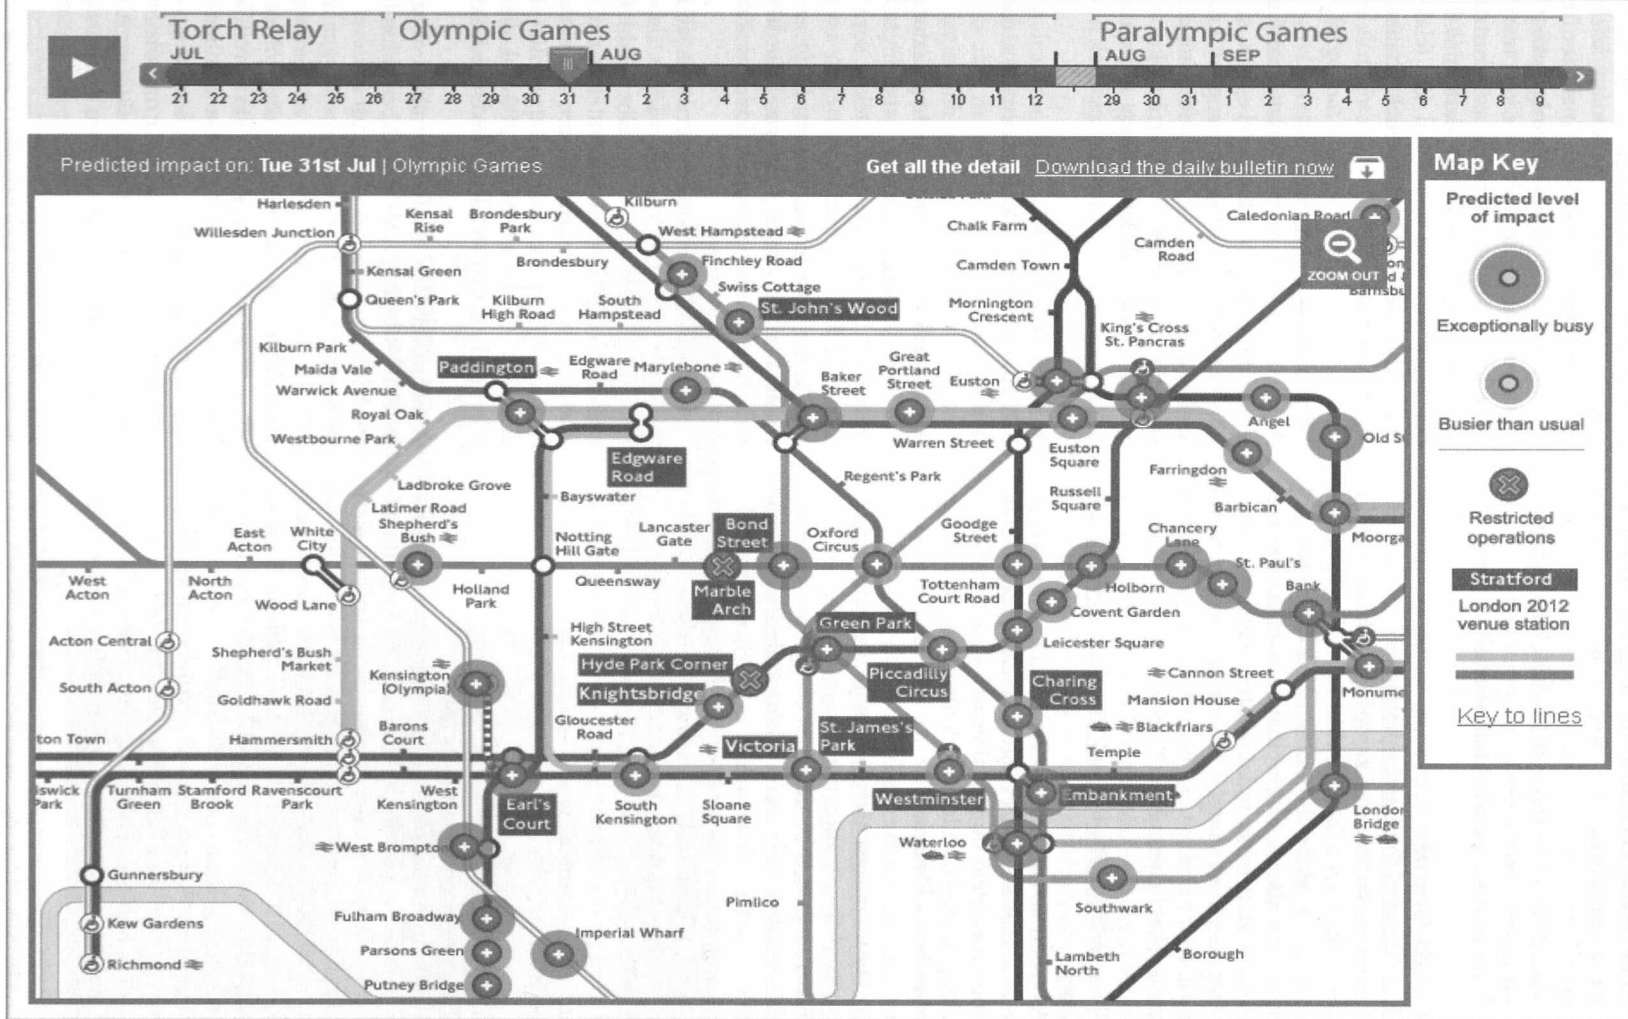 Torch Relay
Olympic Games
Paralympic Games
JUL
AUG
AUG
SEP
21 22 23 24 25 26 27 28 29 30 31 1 2 3 4 5 6 7 8 9 10 11 12 29 30 31 1 2 3 4 5 6 7 8 9
Predicted impact on: Tue 31st Jul | Olympic Games
Get all the detail Download the daily bulletin now
Map Key
Predicted level
of impact
Exceptionally busy
Busier than usual
Restricted
operations
Stratford
London 2012
venue station
Key to lines
ZOOM OUT
Harlesden
Willesden Junction
Kensal
Rise
Brondesbury
Park
Brondesbury
Kilburn
West Hampstead
Finchley Road
Swiss Cottage
St. John's Wood
Chalk Farm
Camden Town
Mornington
Crescent
Camden
Road
Caledonian Road
Kensal Green
Queen's Park
Kilburn
High Road
South
Hampstead
King's Cross
St. Pancras
Kilburn Park
Maida Vale
Warwick Avenue
Royal Oak
Westbourne Park
Paddington
Edgware
Road
Marylebone
Baker
Street
Great
Portland
Street
Euston
Angel
Old S
Edgware
Road
Warren Street
Euston
Square
Farringdon
Barbican
Regent's Park
Russell
Square
Ladbroke Grove
Latimer Road
Shepherd's
Bush
Bayswater
East
Acton
White
City
Notting
Hill Gate
Lancaster
Gate
Bond
Street
Oxford
Circus
Goodge
Street
Chancery
Lane
Moorga
West
Acton
North
Acton
Wood Lane
Holland
Park
Queensway
Marble
Arch
Tottenham
Court Road
Holborn
St. Paul's
Bank
Covent Garden
Leicester Square
Acton Central
South Acton
Shepherd's Bush
Market
Goldhawk Road
High Street
Kensington
Green Park
Hyde Park Corner
Kensington
(Olympia)
Knightsbridge
Piccadilly
Circus
Charing
Cross
Cannon Street
Mansion House
Blackfriars
Temple
Monume
ton Town
Hammersmith
Barons
Court
Gloucester
Road
Victoria
St. James's
Park
iswick
Park
Turnham
Green
Stamford
Brook
Ravenscourt
Park
West
Kensington
Earl's
Court
South
Kensington
Sloane
Square
Westminster
Embankment
London
Bridge
West Brompton
Waterloo
Southwark
Gunnersbury
Kew Gardens
Richmond
Fulham Broadway
Parsons Green
Putney Bridge
Imperial Wharf
Pimlico
Lambeth
North
Borough